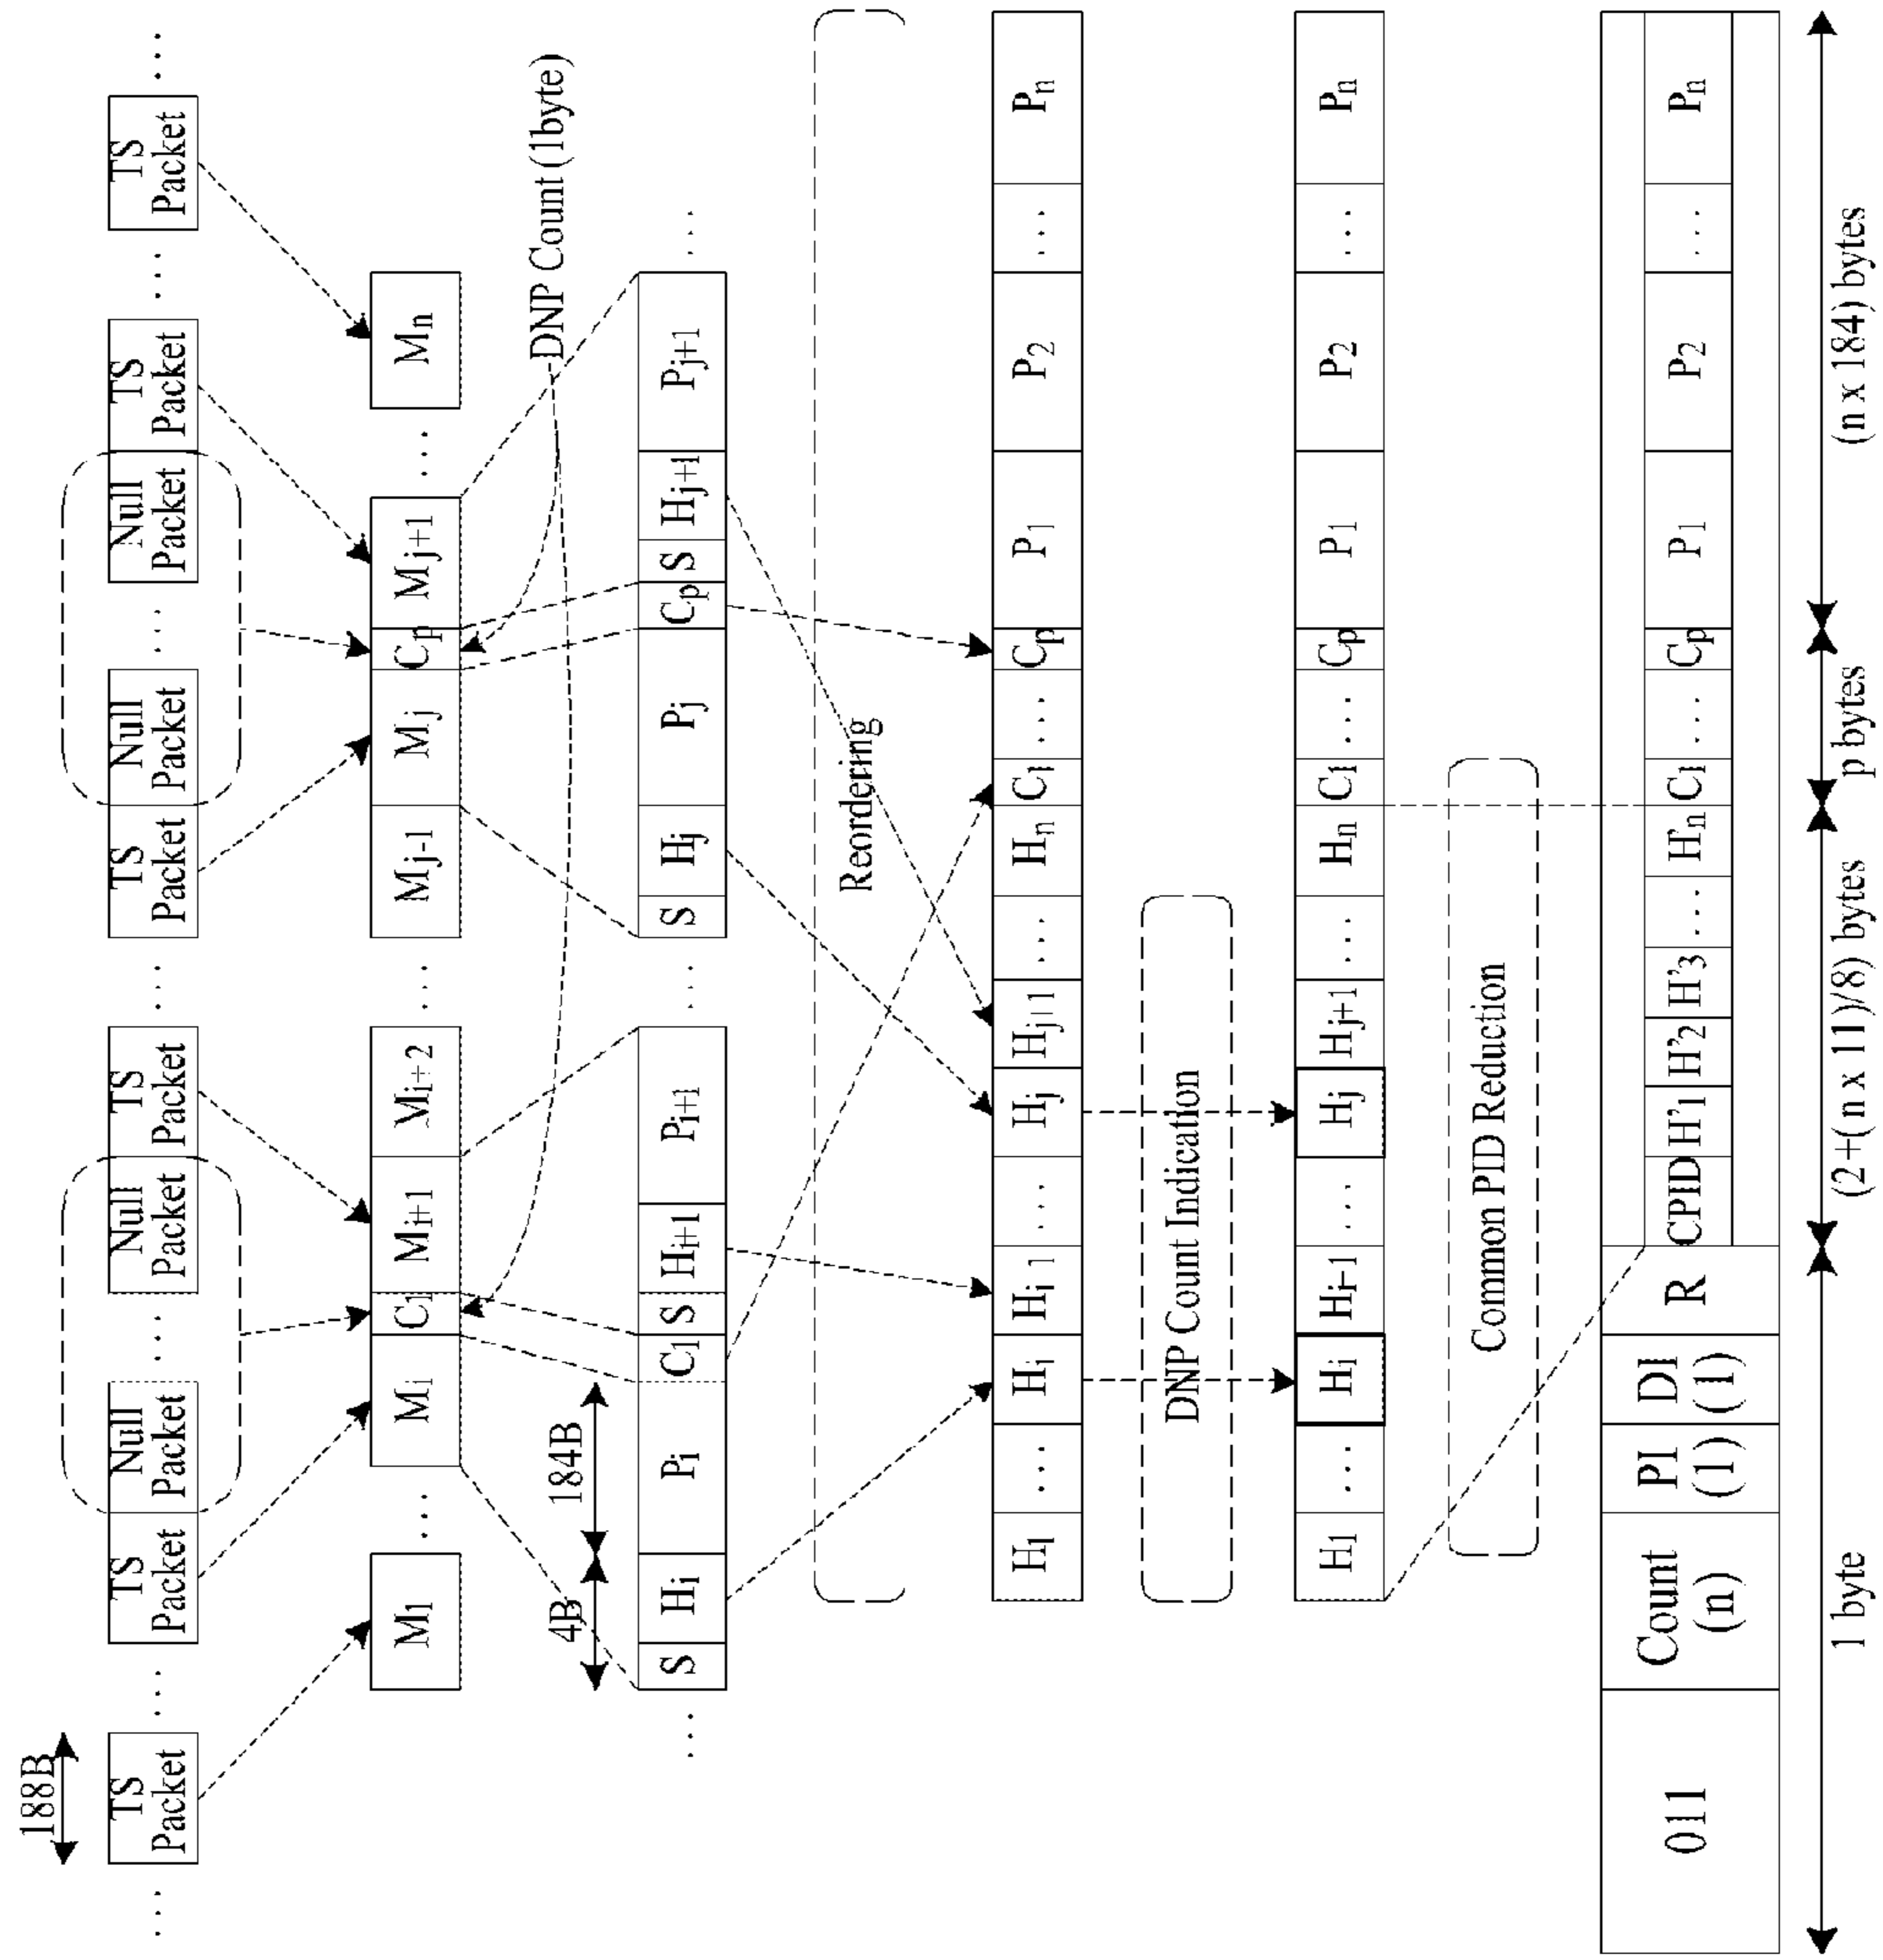 188B
... TS ... TS Null ... Null TS ... TS Null ... Null TS ... TS ...
Packet Packet Packet Packet Packet Packet Packet Packet Packet Packet
M1 ... Mi C1 Mi+1 Mi+2 ... Mj-1 Mj Cp Mj+1 ... Mn
DNP Count (1byte)
4B 184B
... S Hi Pi C1 S Hi+1 Pi+1 ... S Hj Pj Cp S Hj+1 Pj+1 ...
Reordering
H1 ... Hi Hi+1 ... Hj Hj+1 ... Hn C1 .... Cp P1 P2 ... Pn
DNP Count Indication
H1 .... Hi Hi+1 ... Hj Hj+1 ... Hn C1 .... Cp P1 P2 ... Pn
Common PID Reduction
011 Count PI DI R CPID H'1 H'2 H'3 ... H'n C1 .... Cp P1 P2 ... Pn
(n) (1) (1)
1 byte (2+(n x 11)/8) bytes p bytes (n x 184) bytes